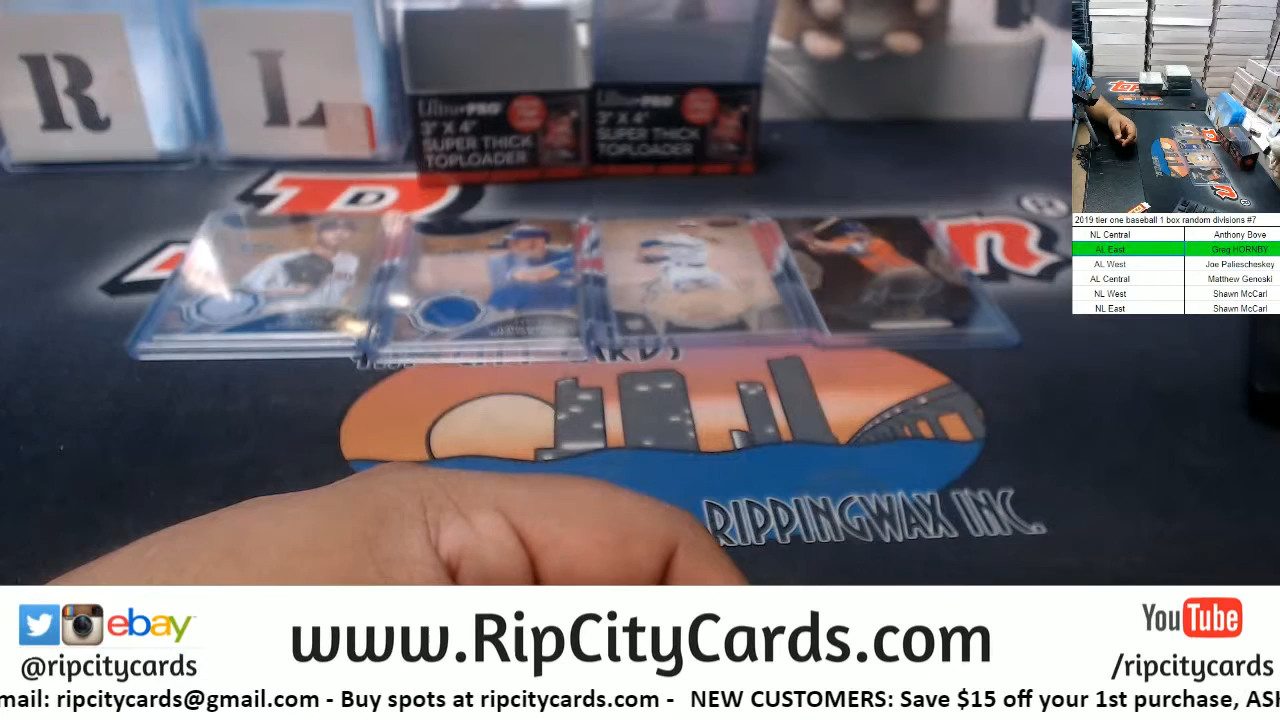 R L
UltraPRO
3" X 4"
SUPER THICK
TOPLOADER
UltraPRO
3" X 4"
SUPER THICK
TOPLOADER
®
RIPPINGWAX INC.
2019 tier one baseball 1 box random divisions #7
NL Central Anthony Bove
AL East Greg HORNBY
AL West Joe Paliescheskey
AL Central Matthew Genoski
NL West Shawn McCarl
NL East Shawn McCarl
ebay
@ripcitycards
www.RipCityCards.com
YouTube
/ripcitycards
mail: ripcitycards@gmail.com - Buy spots at ripcitycards.com - NEW CUSTOMERS: Save $15 off your 1st purchase, ASI